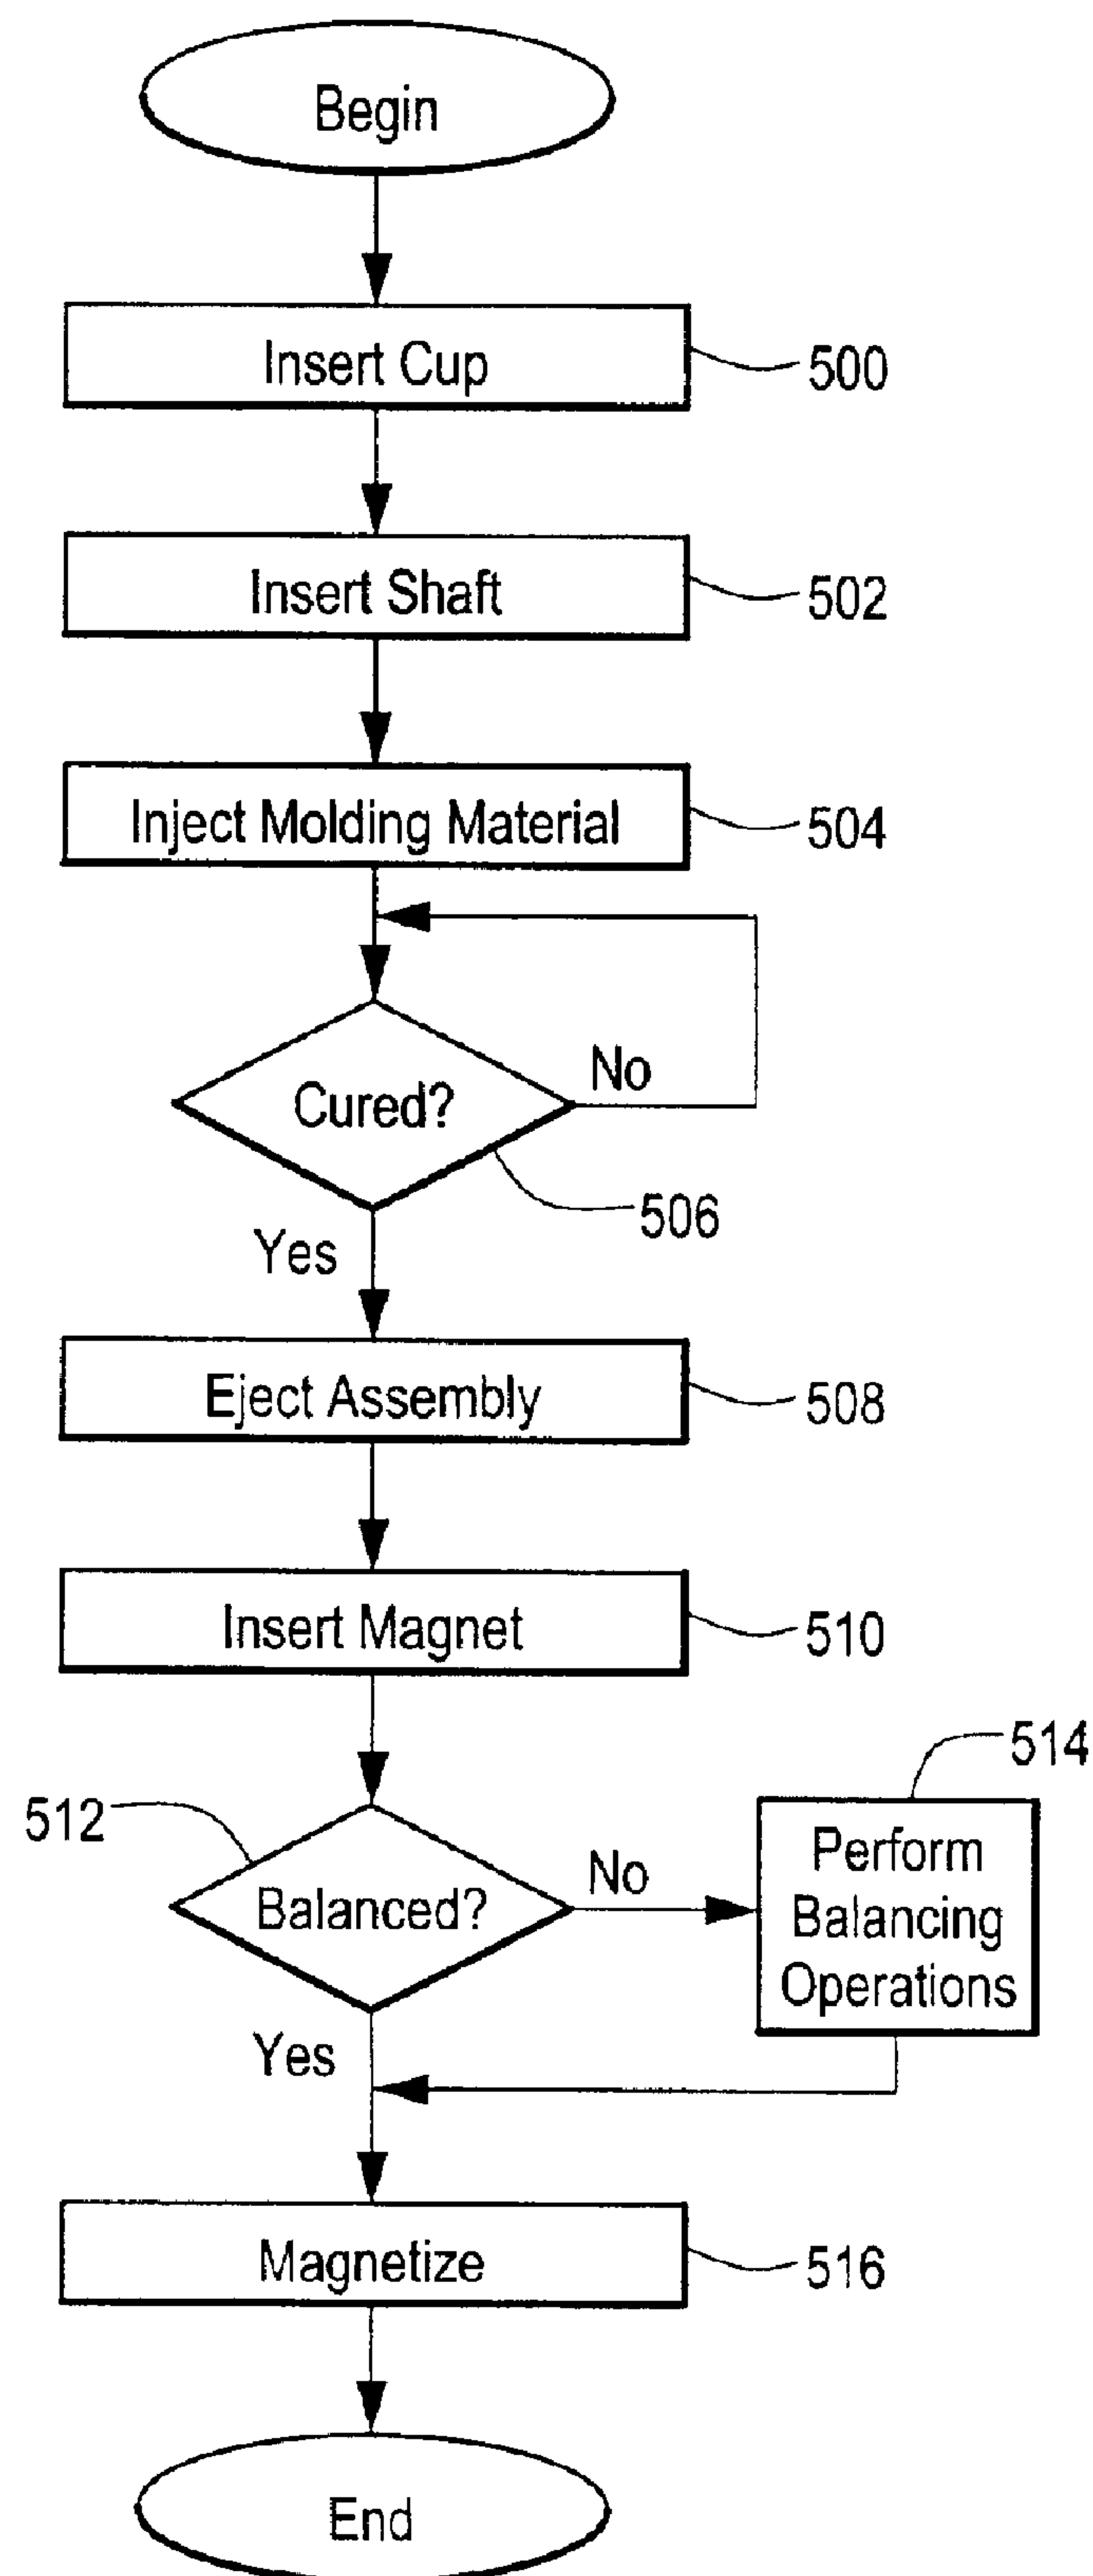 Begin
Insert Cup
500
Insert Shaft
502
Inject Molding Material
504
No
Cured?
506
Yes
Eject Assembly
508
Insert Magnet
510
514
512
Perform
Balancing
Operations
No
Balanced?
Yes
Magnetize
516
End